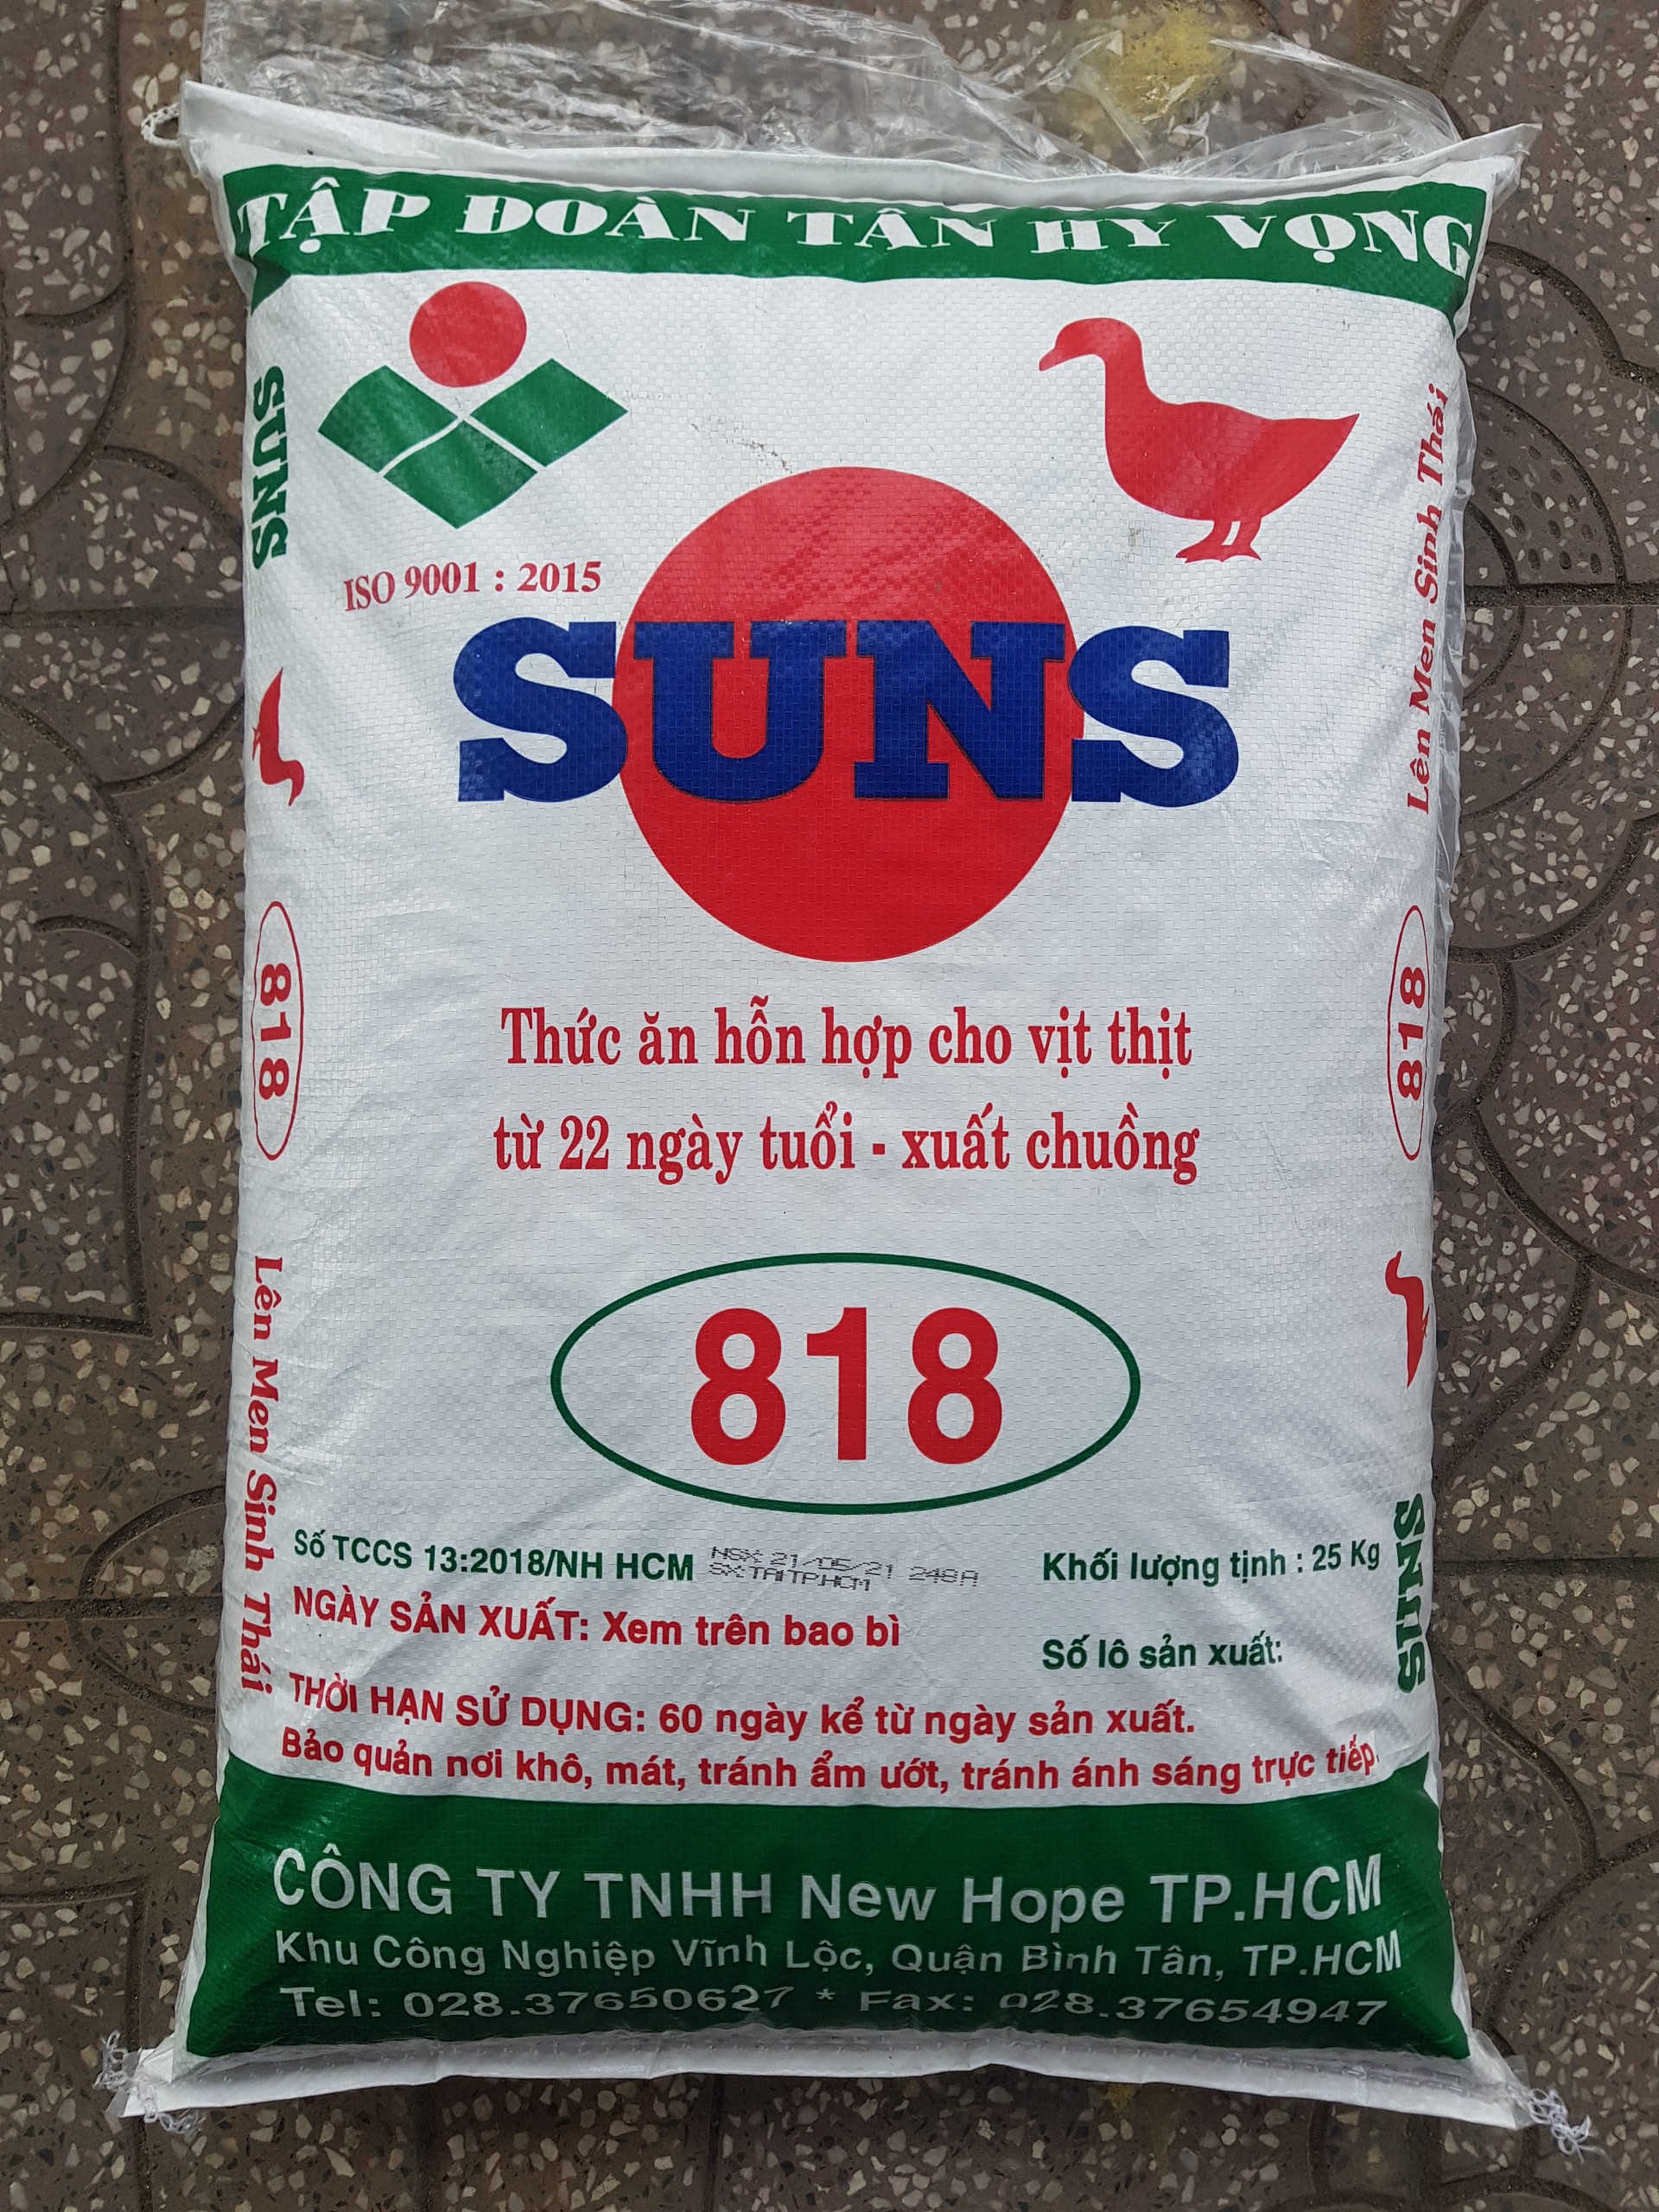 TẬP ĐOÀN TÂN HY VỌNG
ISO 9001 : 2015
SUNS
Thức ăn hỗn hợp cho vịt thịt
từ 22 ngày tuổi - xuất chuồng
818
Số TCCS 13:2018/NH HCM
NSX: 21/05/21 248A
SX:TAITP.HCM
Khối lượng tịnh : 25 Kg
NGÀY SẢN XUẤT: Xem trên bao bì
Số lô sản xuất:
THỜI HẠN SỬ DỤNG: 60 ngày kể từ ngày sản xuất.
Bảo quản nơi khô, mát, tránh ẩm ướt, tránh ánh sáng trực tiếp.
CÔNG TY TNHH New Hope TP.HCM
Khu Công Nghiệp Vĩnh Lộc, Quận Bình Tân, TP.HCM
Tel: 028.37650627 * Fax: 028.37654947
SUNS
818
Lên Men Sinh Thái
Lên Men Sinh Thái
818
SUNS